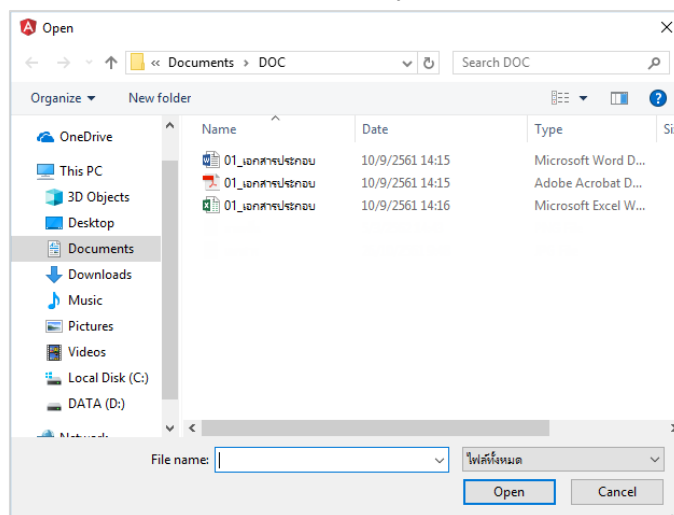 Open
« Documents > DOC
Search DOC
Organize
New folder
Name Date Type
OneDrive
This PC
3D Objects
Desktop
Documents
Downloads
Music
Pictures
Videos
Local Disk (C:)
DATA (D:)
01_เอกสารประกอบ 10/9/2561 14:15 Microsoft Word D...
01_เอกสารประกอบ 10/9/2561 14:15 Adobe Acrobat D...
01_เอกสารประกอบ 10/9/2561 14:16 Microsoft Excel W...
File name:
ไฟล์ทั้งหมด
Open
Cancel